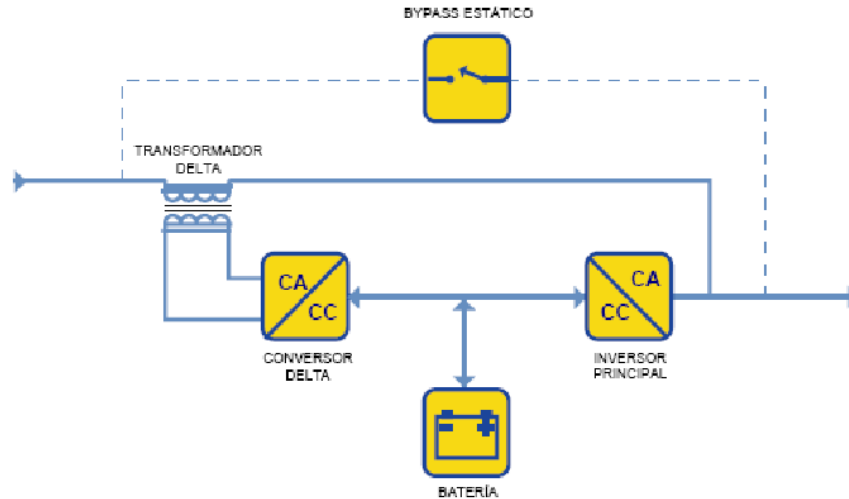 BYPASS ESTÁTICO
TRANSFORMADOR
DELTA
CA
CC
CA
CC
CONVERSOR
DELTA
INVERSOR
PRINCIPAL
BATERÍA